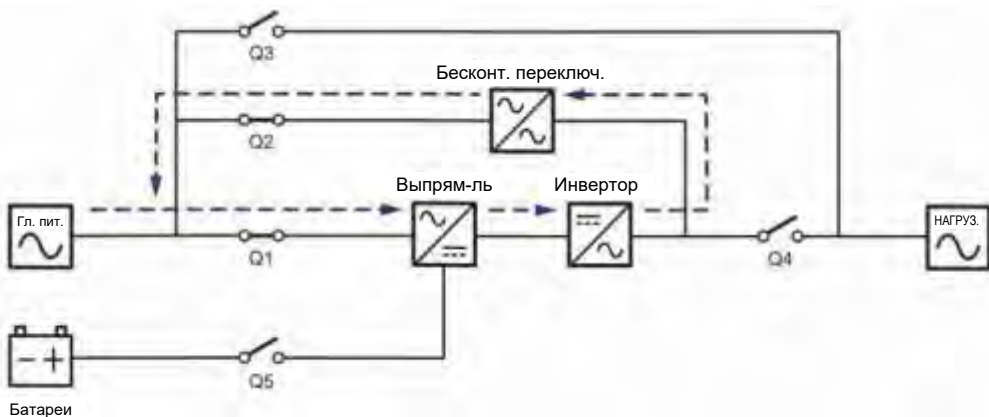 Q3
Бесконт. переключ.
Q2
Выпрям-ль
Инвертор
Гл. пит.
НАГРУЗ.
Q1
Q4
Q5
Батареи